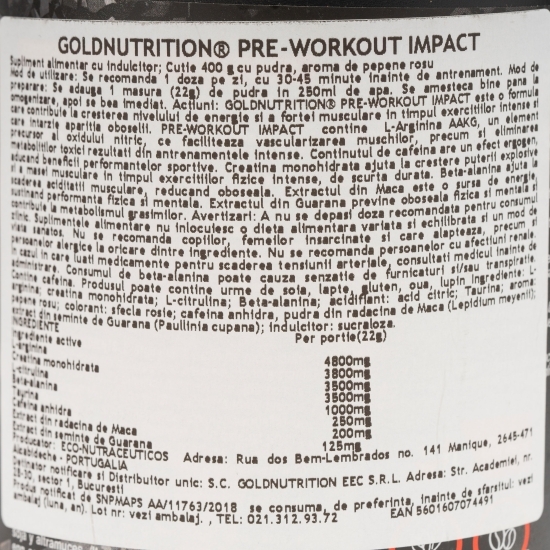 GOLDNUTRITION® PRE-WORKOUT IMPACT
Supliment alimentar cu indulcitor; Cutie 400 g cu pudra, aroma de pepene rosu
Mod de utilizare: Se recomanda 1 doza pe zi, cu 30-45 minute inainte de antrenament. Mod de
preparare: Se adauga 1 masura (22g) de pudra in 250ml de apa. Se amesteca bine pana la
omogenizare, apoi se bea imediat. Actiuni: GOLDNUTRITION® PRE-WORKOUT IMPACT este o formula
care contribuie la cresterea nivelului de energie si a fortei musculare in timpul exercitiilor intense si
care intarzie aparitia oboselii. PRE-WORKOUT IMPACT contine L-Arginina AAKG, un element
precursor al oxidului nitric, ce faciliteaza vascularizarea muschilor, precum si eliminarea
metabolitilor toxici rezultati din antrenamentele intense. Continutul de cafeina are un efect ergogen,
aducand beneficii performantelor sportive. Creatina monohidrata ajuta la crestere puterii explosive
si a masei musculare in timpul exercitiilor fizice intense, de scurta durata. Beta-alanina ajuta la
scaderea aciditatii musculare, reducand oboseala. Extractul din Maca este o sursa de energie,
sustinand performanta fizica si mentala. Extractul din Guarana previne oboseala fizica si mentala si
contribuie la metabolismul grasimilor. Avertizari: A nu se depasi doza recomandata pentru consumul
zilnic. Suplimentele alimentare nu inlocuiesc o dieta alimentara variata si echilibrata si un mod de
viata sanatos. Nu se recomanda copiilor, femeilor insarcinate si care alapteaza, precum si
persoanelor alergice la oricare dintre ingrediente. Nu se recomanda persoanelor cu afectiuni renale.
In cazul in care luati medicamente pentru scaderea tensiunii arteriale, consultati medicul inainte de
administrare. Consumul de beta-alanina poate cauza senzatie de furnicaturi si/sau transpiratie.
Contine cafeina. Produsul poate contine urme de soia, lapte, gluten, oua, lupin Ingrediente: L-
arginina; creatina monohidrata; L-citrulina; Beta-alanina; acidifiant: acid citric; Taurina; aroma:
pepene rosu; colorant: sfecla rosie; cafeina anhidra, pudra din radacina de Maca (Lepidium meyenii);
extract din seminte de Guarana (Paullinia cupana); indulcitor: sucraloza.
INGREDIENTE
Ingrediente active Per portie(22g)
L-arginina 4800mg
Creatina monohidrata 3800mg
L-citrulina 3500mg
Beta-alanina 3500mg
Taurina 1000mg
Cafeina anhidra 250mg
Extract din radacina de Maca 200mg
Extract din seminte de Guarana 125mg
Producator: ECO-NUTRACEUTICOS Adresa: Rua dos Bem-Lembrados no. 141 Manique, 2645-471
Alcabideche - PORTUGALIA
Detinator notificare si Distribuitor unic: S.C. GOLDNUTRITION EEC S.R.L. Adresa: Str. Academiei, nr.
sector 1, Bucuresti
Produs notificat de SNPMAPS AA/11763/2018 se consuma, de preferinta, inainte de sfarsitul: vezi
ambalaj (luna, an). Lot nr: vezi ambalaj. , TEL: 021.312.93.72 EAN 5601607074491